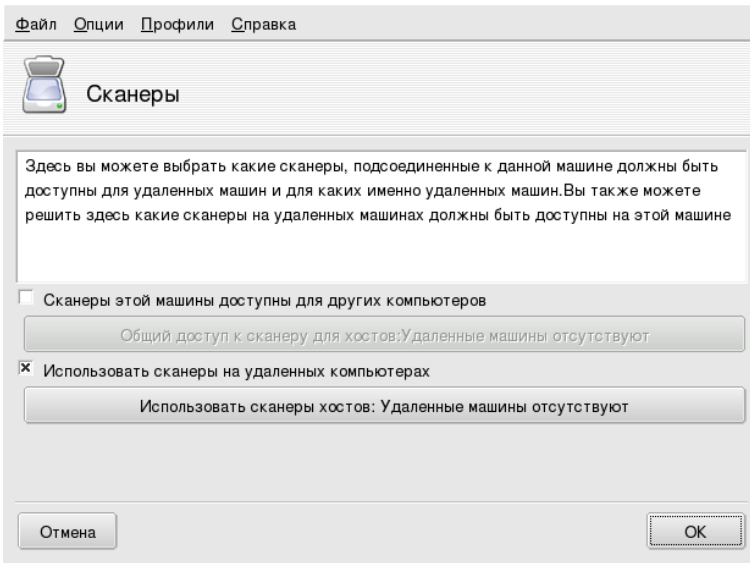 Файл Опции Профили Справка
Сканеры
Здесь вы можете выбрать какие сканеры, подсоединенные к данной машине должны быть
доступны для удаленных машин и для каких именно удаленных машин.Вы также можете
решить здесь какие сканеры на удаленных машинах должны быть доступны на этой машине
Сканеры этой машины доступны для других компьютеров
Общий доступ к сканеру для хостов:Удаленные машины отсутствуют
Использовать сканеры на удаленных компьютерах
Использовать сканеры хостов: Удаленные машины отсутствуют
Отмена OK